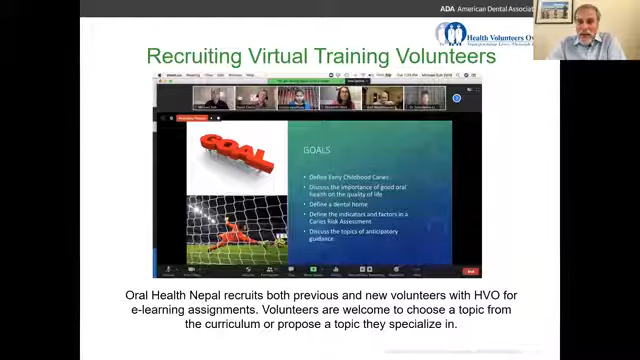 ADA American Dental Associa
Health Volunteers Ov
Recruiting Virtual Training Volunteers
GOAL
GOALS
Define Early Childhood Caries
Discuss the importance of good oral
health on the quality of life
Define a dental home
Define the indicators and factors in a
Caries Risk Assessment
Discuss the topics of anticipatory
guidance
Oral Health Nepal recruits both previous and new volunteers with HVO for
e-learning assignments. Volunteers are welcome to choose a topic from
the curriculum or propose a topic they specialize in.